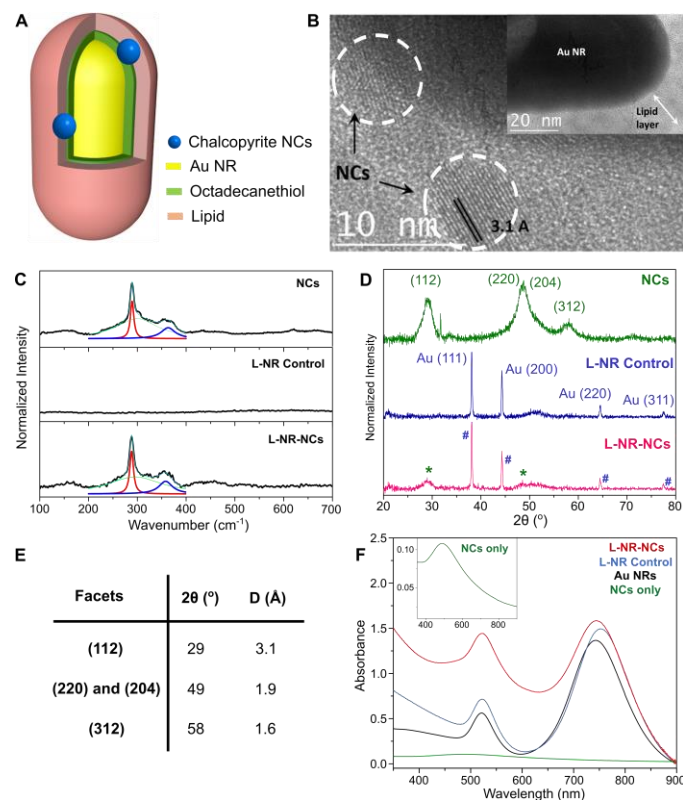 A
Chalcopyrite NCs
Au NR
Octadecanethiol
Lipid
B
Au NR
20 nm
Lipid
layer
NCs
10 nm
3.1 A
C
NCs
L-NR Control
L-NR-NCs
Normalized Intensity
100 200 300 400 500 600 700
Wavenumber (cm-1)
D
NCs
(112)
(220)
(204)
(312)
L-NR Control
Au (111)
Au (200)
Au (220)
Au (311)
L-NR-NCs
#
#
#
#
*
*
Normalized Intensity
20 30 40 50 60 70 80
2θ (º)
E
Facets 2θ (º) D (Å)
(112) 29 3.1
(220) and (204) 49 1.9
(312) 58 1.6
F
NCs only
0.10
0.05
400 600 800
L-NR-NCs
L-NR Control
Au NRs
NCs only
2.5
2.0
1.5
1.0
0.5
0.0
Absorbance
400 500 600 700 800 900
Wavelength (nm)